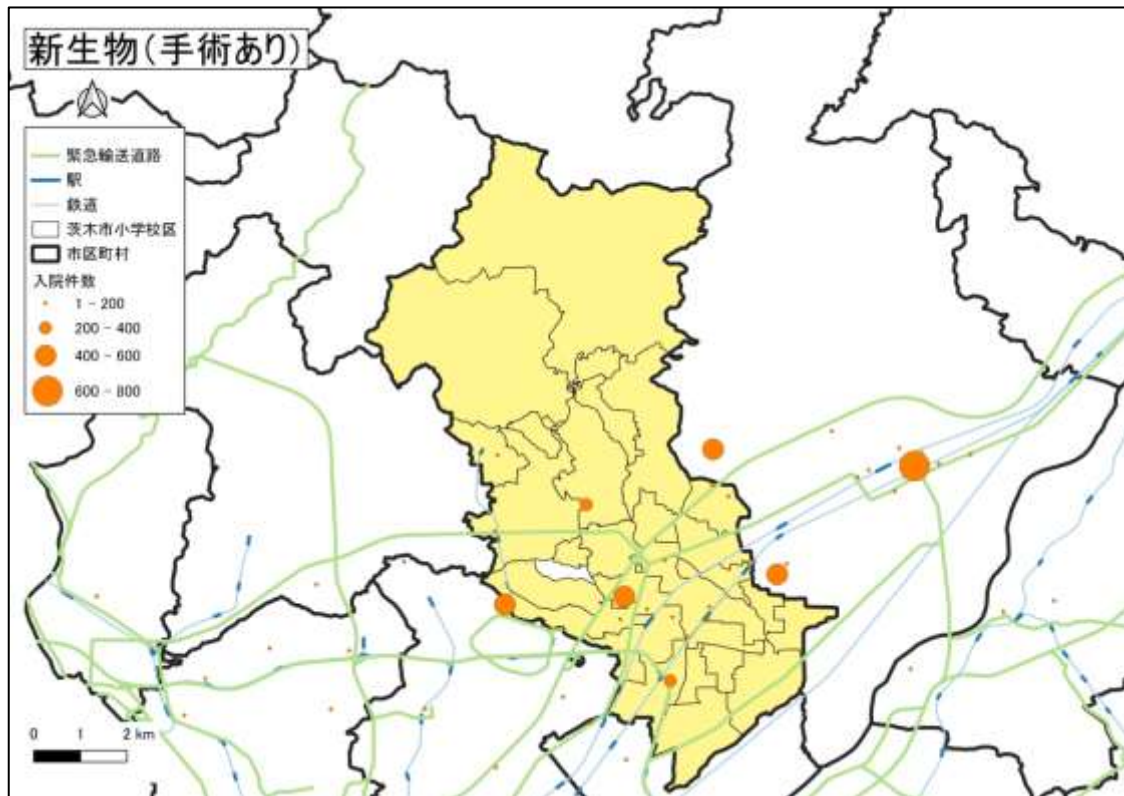 新生物(手術あり)
緊急輸送道路
駅
鉄道
茨木市小学校区
市区町村
入院件数
1 - 200
200 - 400
400 - 600
600 - 800
0 1 2 km